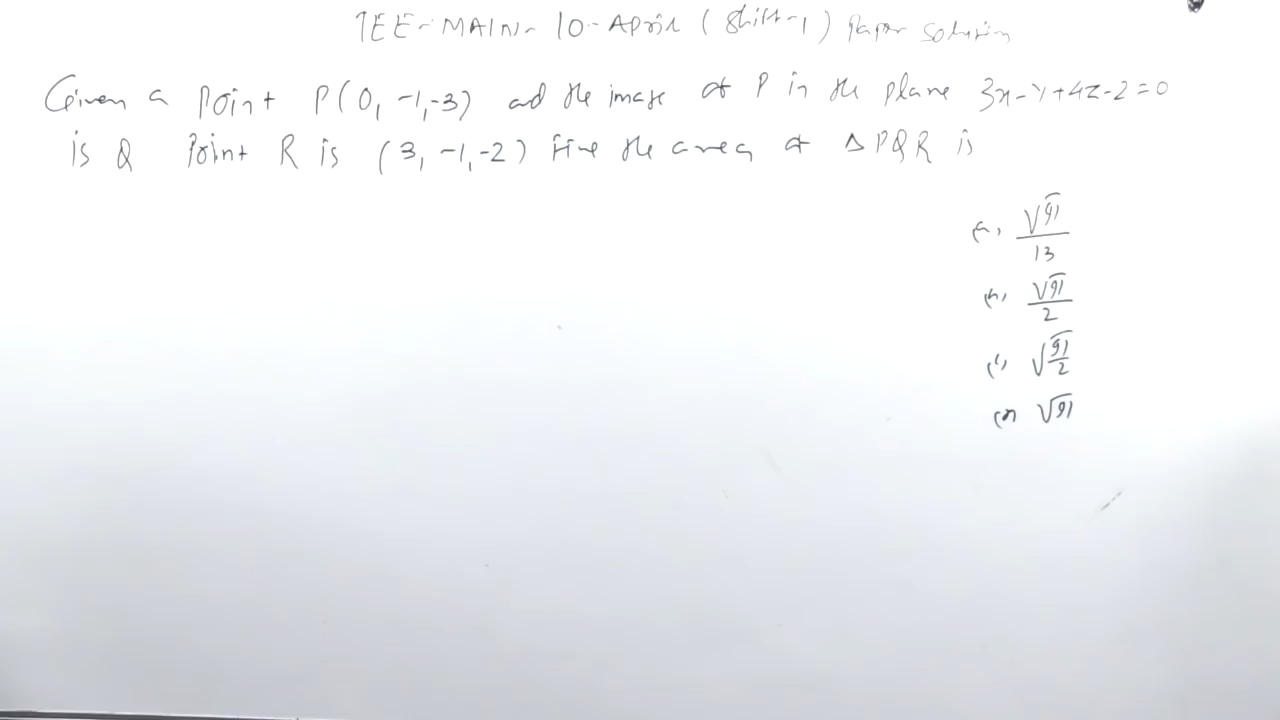 JEE-MAIN- 10-April (Shift-1) Paper solution
Given a Point P(0, -1,-3) and the image of P in the plane 3x-y+4z-2=0
is Q Point R is (3, -1,-2) Fine the area of Δ PQR is
(a) √91/13
(b) √91/2
(c) √(91/2)
(d) √91